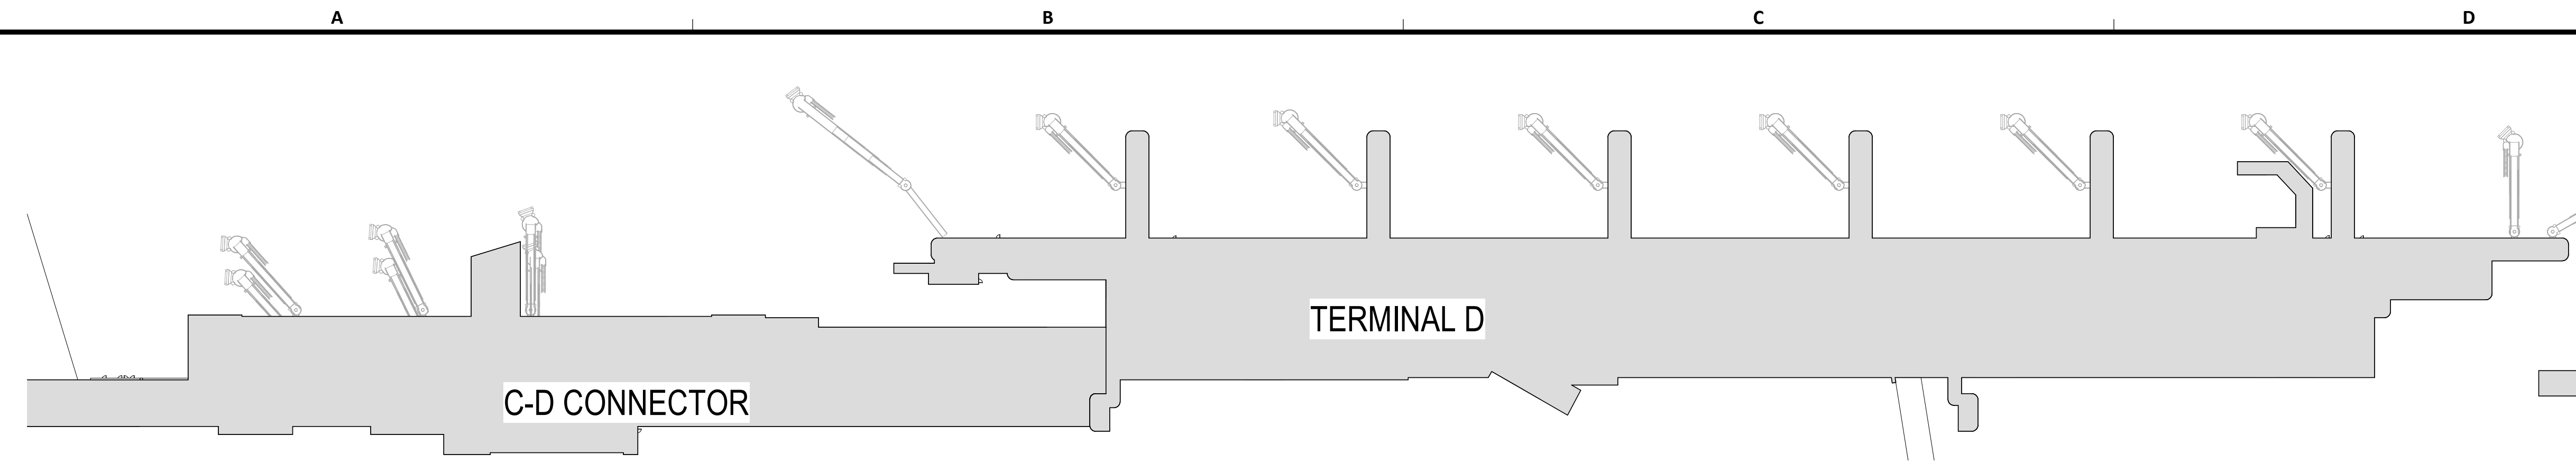 A
B
C
D
TERMINAL D
C-D CONNECTOR